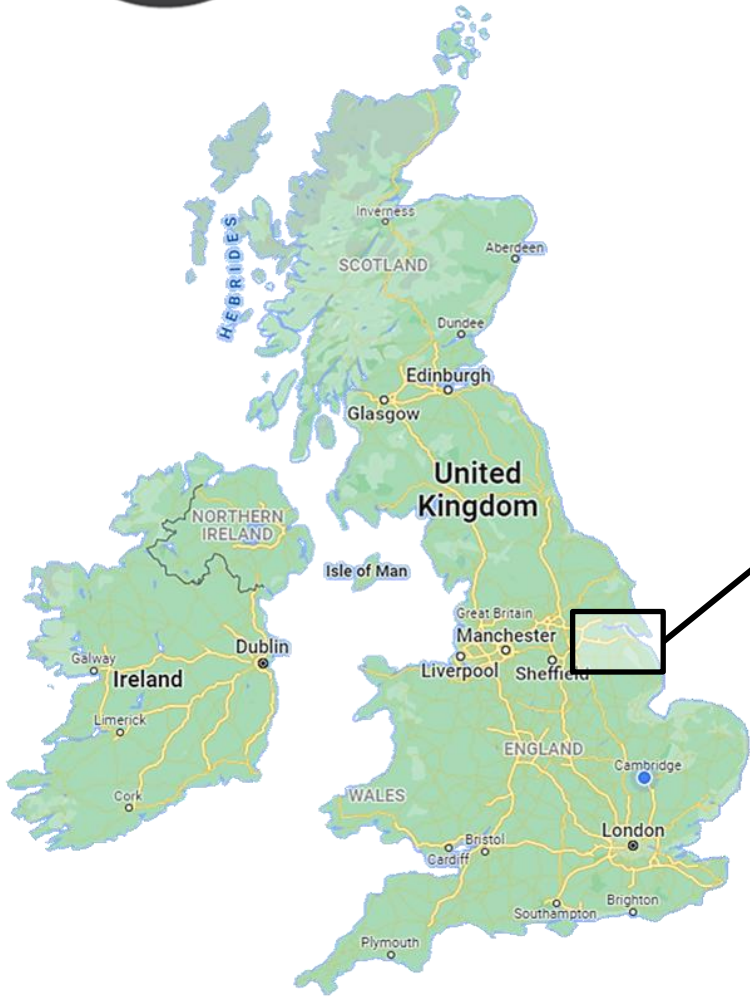 Inverness
Aberdeen
SCOTLAND
HEBRIDES
Dundee
Edinburgh
Glasgow
United
Kingdom
NORTHERN
IRELAND
Isle of Man
Great Britain
Manchester
Dublin
Galway
Liverpool
Sheffield
Ireland
Limerick
ENGLAND
Cambridge
WALES
Cork
London
Bristol
Cardiff
Brighton
Southampton
Plymouth